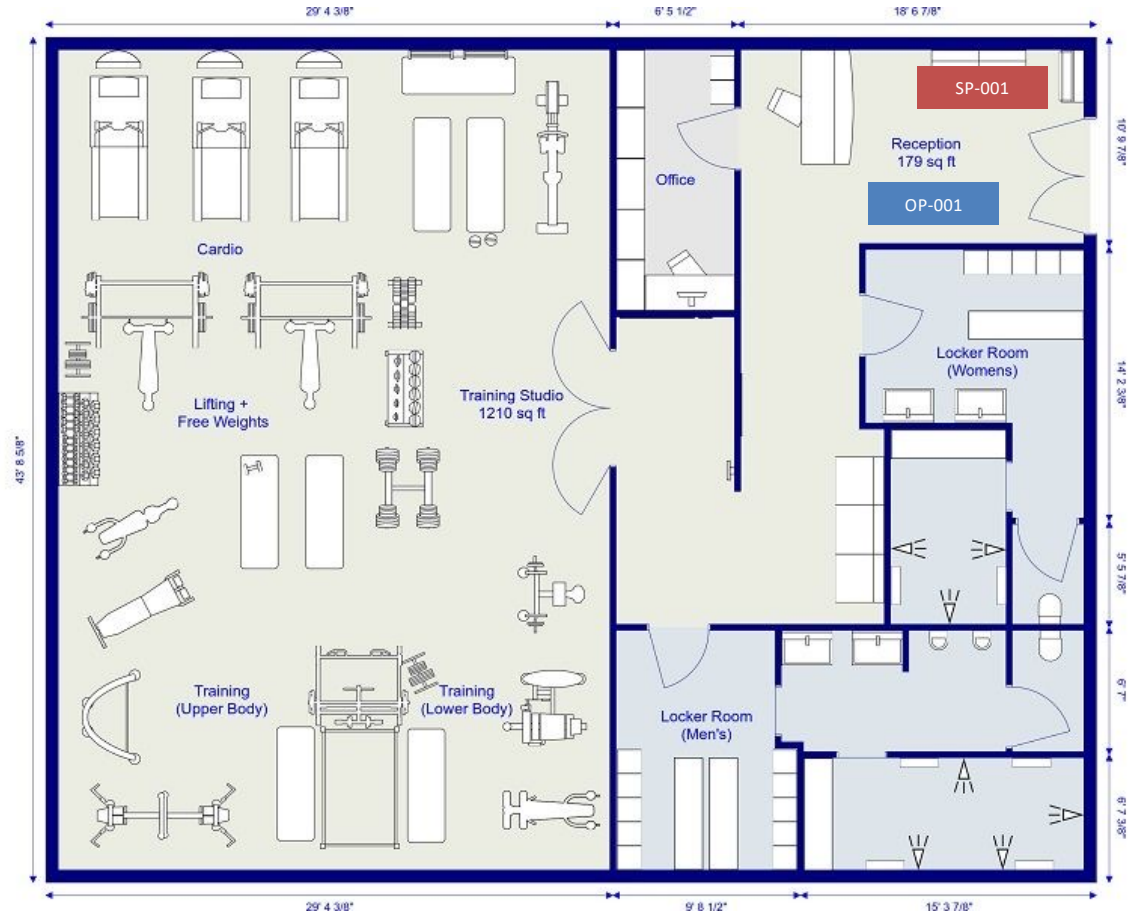 29' 4 3/8"
6' 5 1/2"
18' 6 7/8"
SP-001
10' 9 7/8"
Reception
179 sq ft
Office
OP-001
Cardio
Locker Room
(Womens)
14' 2 3/8"
Training Studio
1210 sq ft
Lifting +
Free Weights
43' 8 5/8"
5' 5 7/8"
Training
(Upper Body)
Training
(Lower Body)
Locker Room
(Men's)
6' 7"
6' 7 3/8"
29' 4 3/8"
9' 8 1/2"
15' 3 7/8"